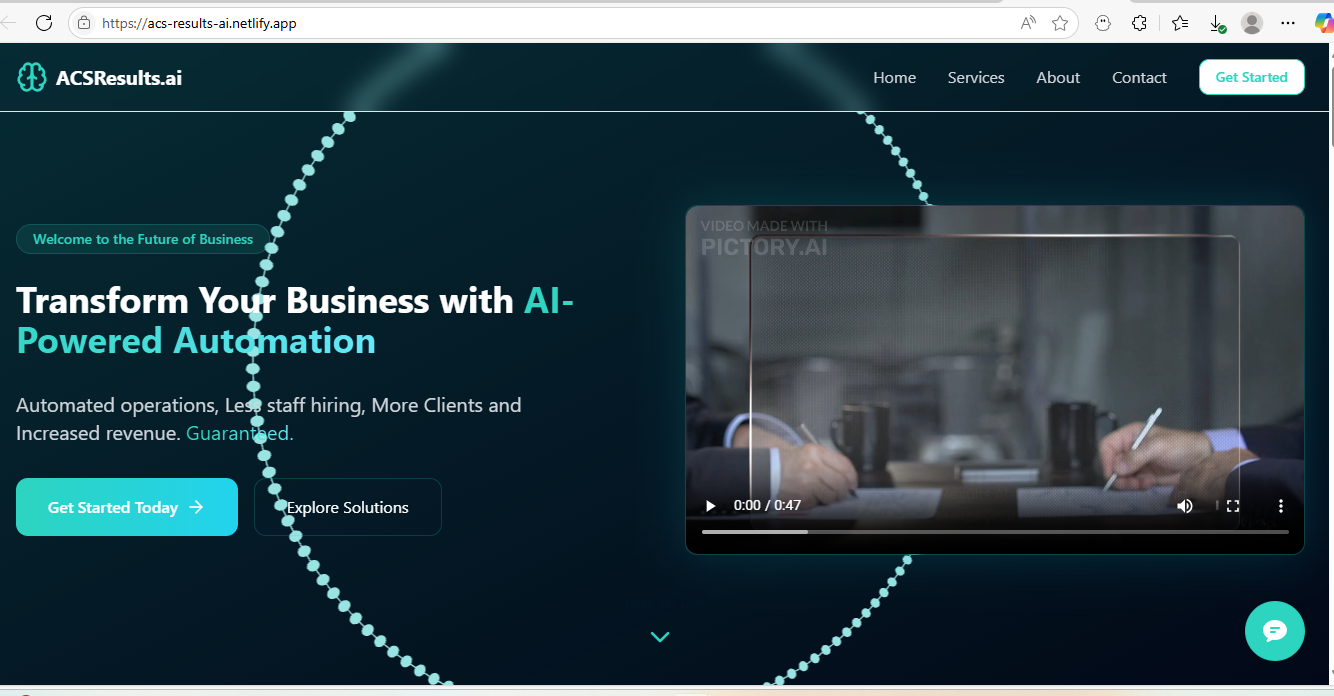 https://acs-results-ai.netlify.app
ACSResults.ai
Home
Services
About
Contact
Get Started
Welcome to the Future of Business
VIDEO MADE WITH
PICTORY.AI
Transform Your Business with AI-
Powered Automation
Automated operations, Less staff hiring, More Clients and
Increased revenue. Guaranteed.
Get Started Today
Explore Solutions
0:00 / 0:47